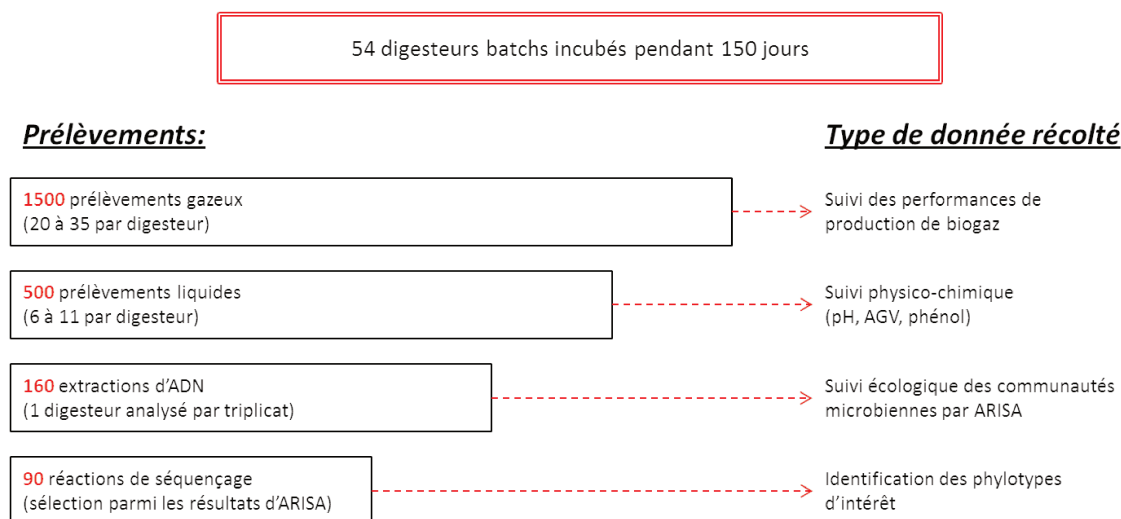 54 digesteurs batchs incubés pendant 150 jours
Prélèvements:
Type de donnée récolté
1500 prélèvements gazeux
(20 à 35 par digesteur)
Suivi des performances de
production de biogaz
500 prélèvements liquides
(6 à 11 par digesteur)
Suivi physico-chimique
(pH, AGV, phénol)
160 extractions d'ADN
(1 digesteur analysé par triplicat)
Suivi écologique des communautés
microbiennes par ARISA
90 réactions de séquençage
(sélection parmi les résultats d'ARISA)
Identification des phylotypes
d'intérêt